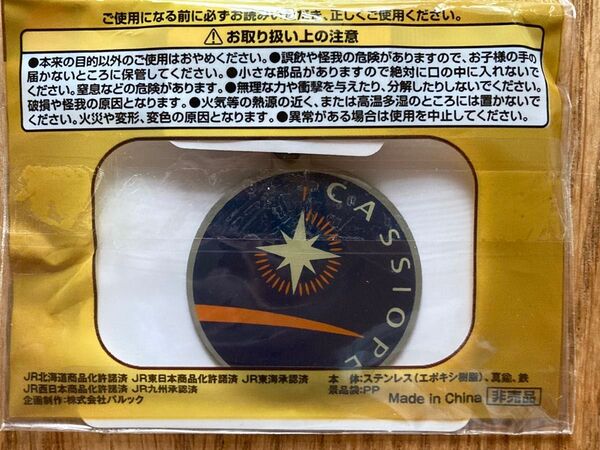 ご使用になる前に必ずお読みいただき、正しくご使用ください。
⚠お取り扱い上の注意
●本来の目的以外のご使用はおやめください。●誤飲や怪我の危険がありますので、お子様の手の
届かないところに保管してください。●小さな部品がありますので絶対に口の中に入れないで
ください。窒息などの危険があります。●無理な力や衝撃を与えたり、分解したりしないでください。
破損や怪我の原因となります。●火気等の熱源の近く、または高温多湿のところには置かないで
ください。火災や変形、変色の原因となります。●異常がある場合は使用を中止してください。
CASSIOPE
JR北海道商品化許諾済 JR東日本商品化許諾済 JR東海承認済
JR西日本商品化許諾済 JR九州承認済
企画制作:株式会社バルック
本 体:ステンレス(エポキシ樹脂)、真鍮、鉄
景品袋:PP
Made in China 非売品